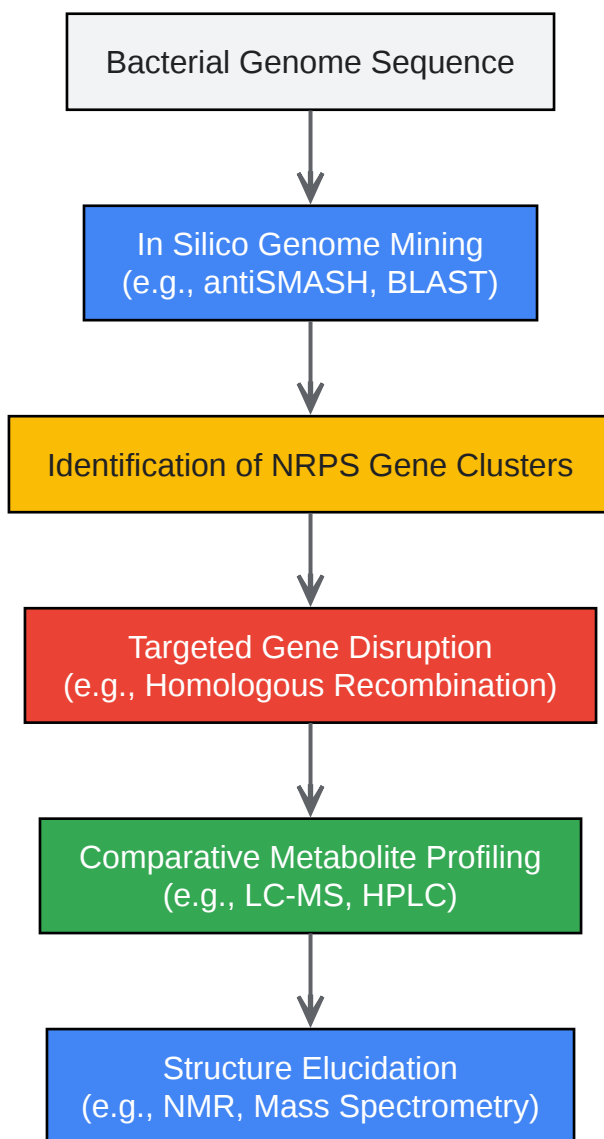 Bacterial Genome Sequence
In Silico Genome Mining
(e.g., antiSMASH, BLAST)
Identification of NRPS Gene Clusters
Targeted Gene Disruption
(e.g., Homologous Recombination)
Comparative Metabolite Profiling
(e.g., LC-MS, HPLC)
Structure Elucidation
(e.g., NMR, Mass Spectrometry)